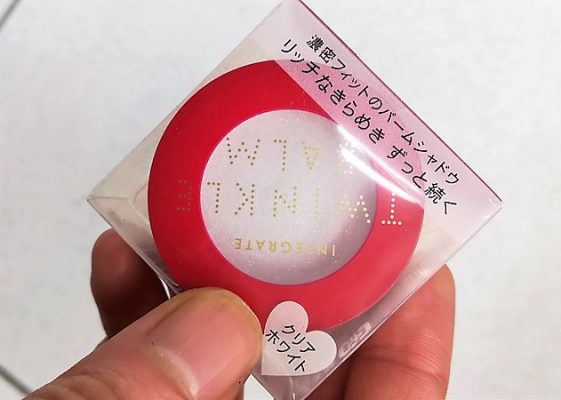 濃密フィットのバームシャドウ
リッチなきらめき ずっと続く
INTEGRATE
TWINKLE
BALM
クリア
ホワイト